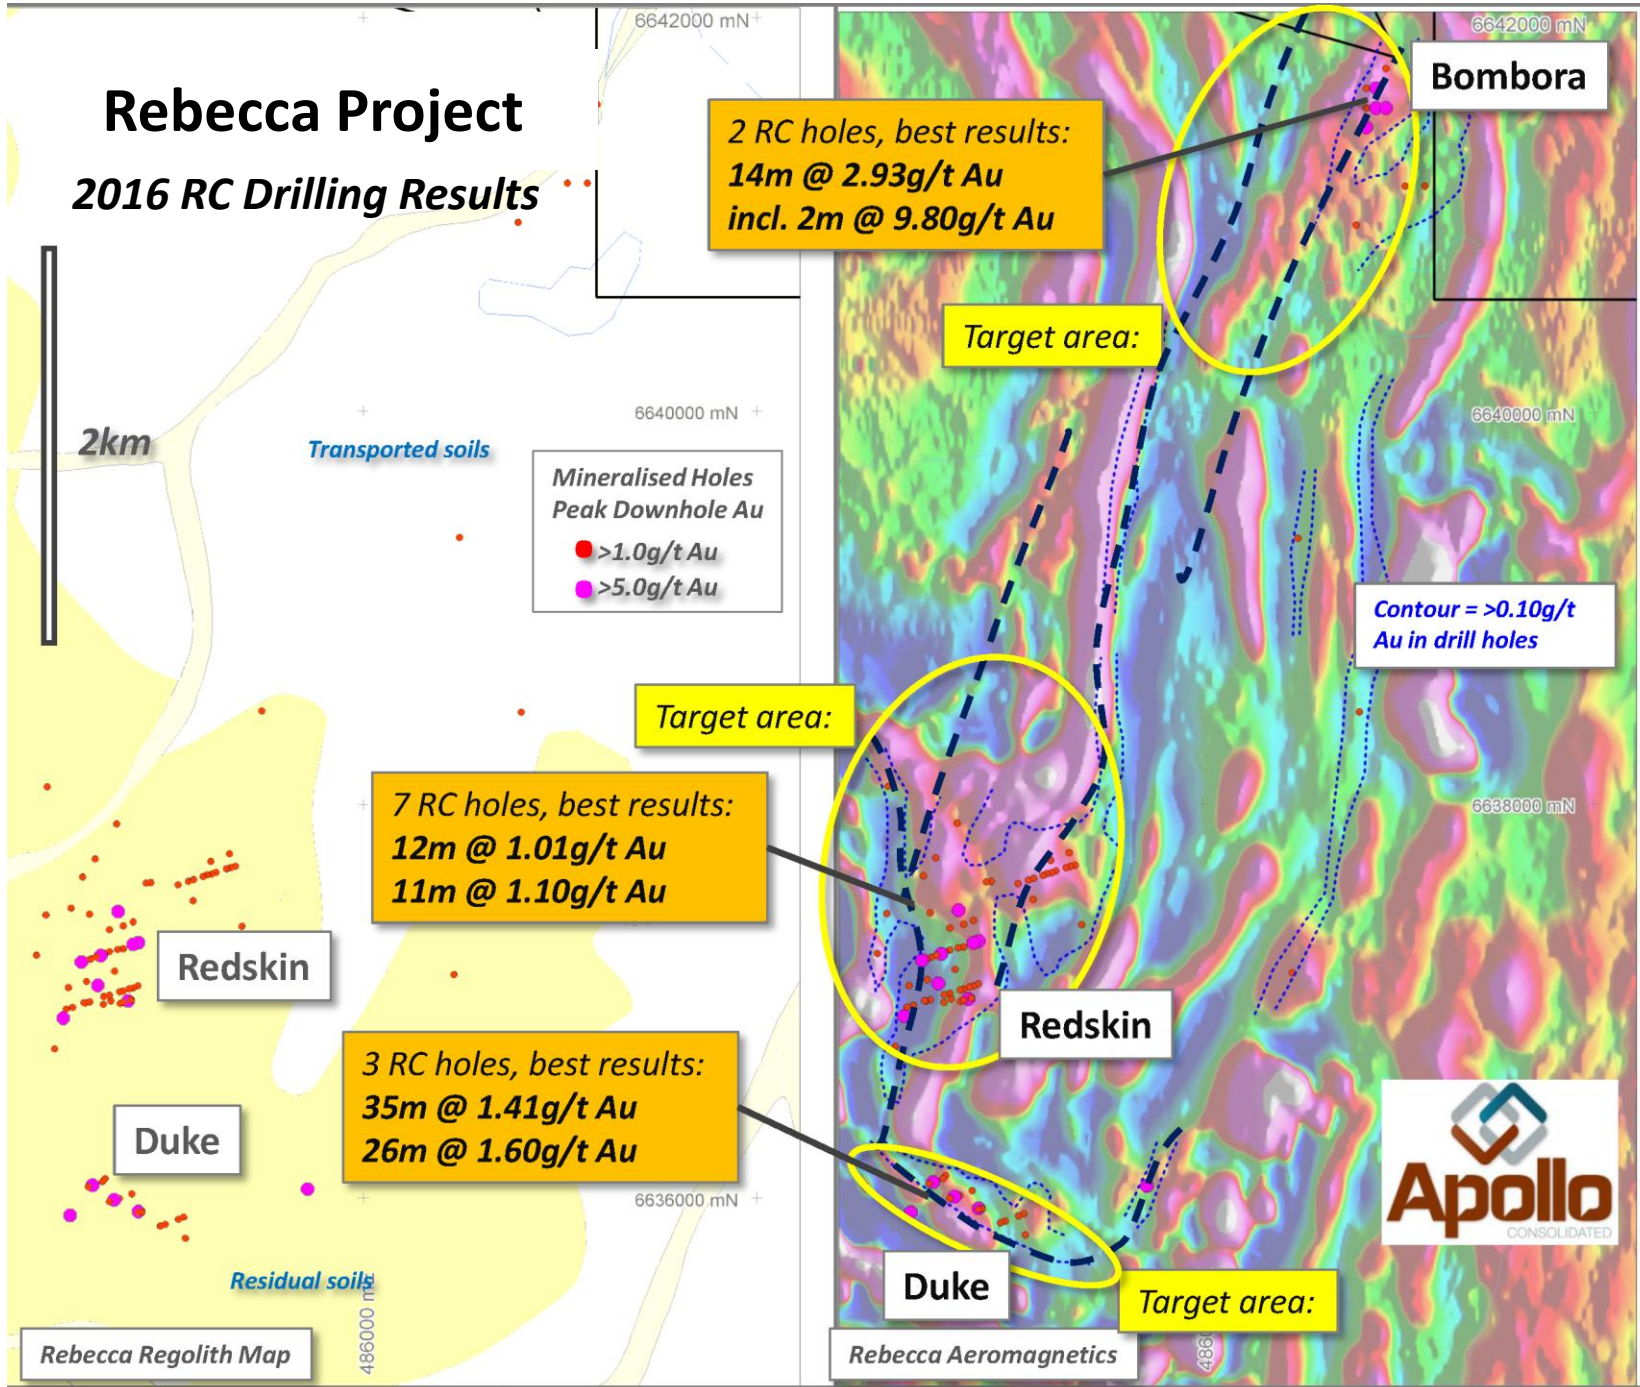 Rebecca Project
2016 RC Drilling Results
6642000 mN
6642000 mN
Bombora
2 RC holes, best results:
14m @ 2.93g/t Au
incl. 2m @ 9.80g/t Au
Target area:
2km
Transported soils
6640000 mN
6640000 mN
Mineralised Holes
Peak Downhole Au
>1.0g/t Au
>5.0g/t Au
Contour = >0.10g/t
Au in drill holes
Target area:
7 RC holes, best results:
12m @ 1.01g/t Au
11m @ 1.10g/t Au
6638000 mN
Redskin
Redskin
3 RC holes, best results:
35m @ 1.41g/t Au
26m @ 1.60g/t Au
Duke
6636000 mN
Apollo
CONSOLIDATED
Residual soils
Duke
Target area:
486000 m
4860
Rebecca Regolith Map
Rebecca Aeromagnetics